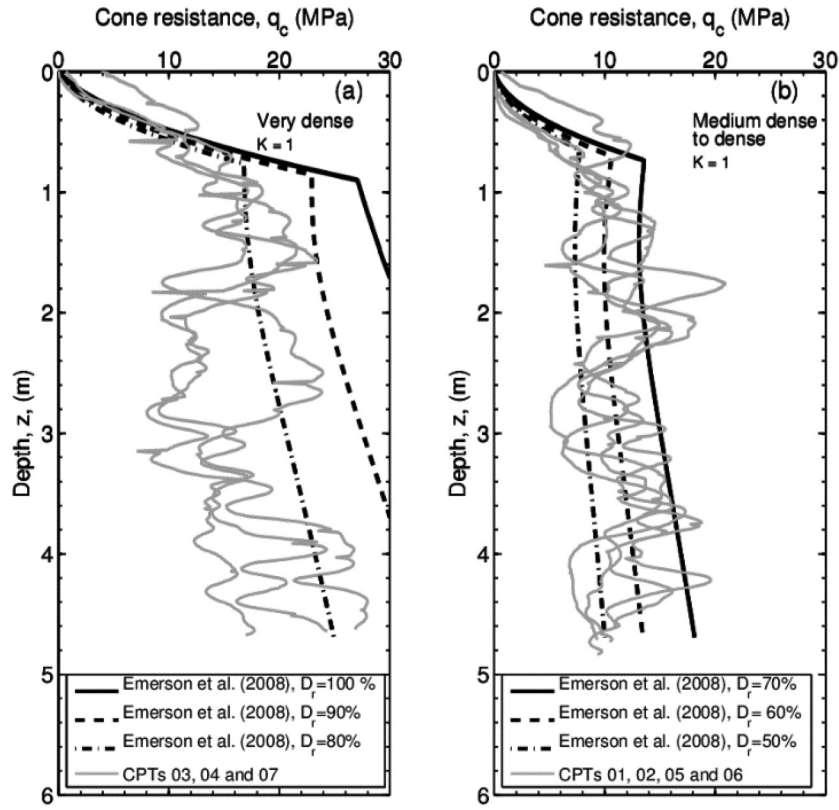 Cone resistance, q_c (MPa)
0 10 20 30
(a)
Very dense
K = 1
Depth, z, (m)
0
1
2
3
4
5
6
Emerson et al. (2008), D_r=100 %
Emerson et al. (2008), D_r=90%
Emerson et al. (2008), D_r=80%
CPTs 03, 04 and 07
Cone resistance, q_c (MPa)
0 10 20 30
(b)
Medium dense
to dense
K = 1
Depth, z, (m)
0
1
2
3
4
5
6
Emerson et al. (2008), D_r=70%
Emerson et al. (2008), D_r= 60%
Emerson et al. (2008), D_r=50%
CPTs 01, 02, 05 and 06